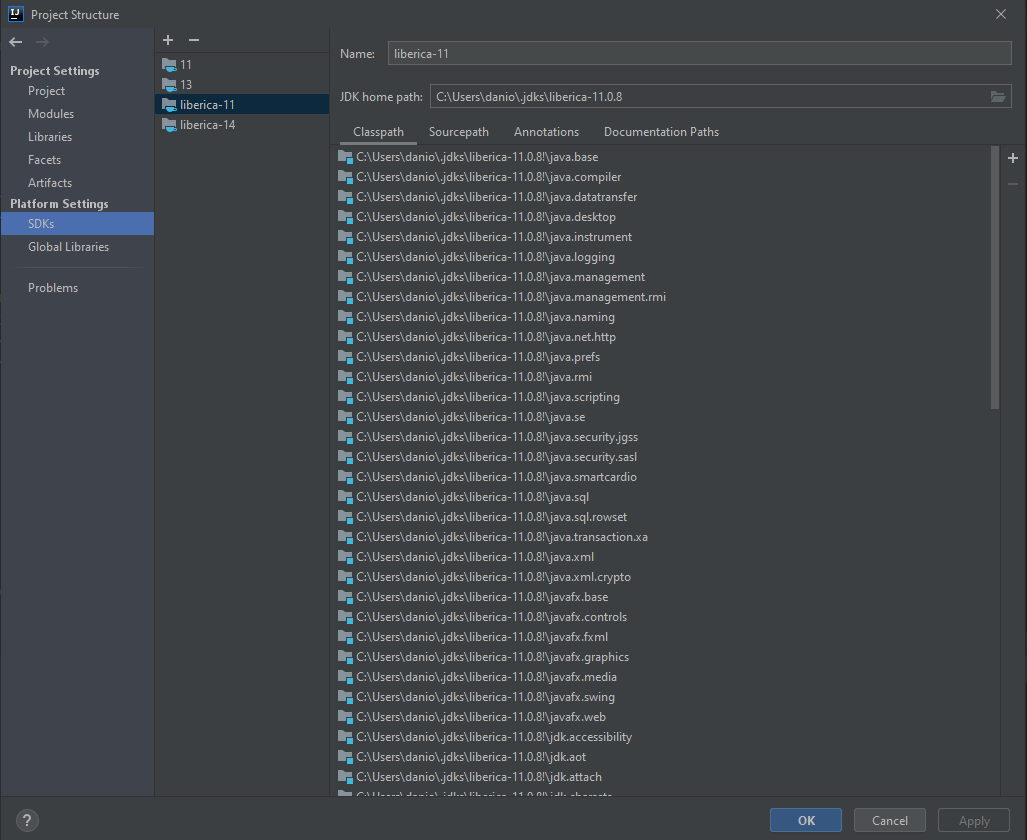 IJ Project Structure
Project Settings
Project
Modules
Libraries
Facets
Artifacts
Platform Settings
SDKs
Global Libraries
Problems
11
13
liberica-11
liberica-14
Name: liberica-11
JDK home path: C:\Users\danio\.jdks\liberica-11.0.8
Classpath Sourcepath Annotations Documentation Paths
C:\Users\danio\.jdks\liberica-11.0.8!\java.base
C:\Users\danio\.jdks\liberica-11.0.8!\java.compiler
C:\Users\danio\.jdks\liberica-11.0.8!\java.datatransfer
C:\Users\danio\.jdks\liberica-11.0.8!\java.desktop
C:\Users\danio\.jdks\liberica-11.0.8!\java.instrument
C:\Users\danio\.jdks\liberica-11.0.8!\java.logging
C:\Users\danio\.jdks\liberica-11.0.8!\java.management
C:\Users\danio\.jdks\liberica-11.0.8!\java.management.rmi
C:\Users\danio\.jdks\liberica-11.0.8!\java.naming
C:\Users\danio\.jdks\liberica-11.0.8!\java.net.http
C:\Users\danio\.jdks\liberica-11.0.8!\java.prefs
C:\Users\danio\.jdks\liberica-11.0.8!\java.rmi
C:\Users\danio\.jdks\liberica-11.0.8!\java.scripting
C:\Users\danio\.jdks\liberica-11.0.8!\java.se
C:\Users\danio\.jdks\liberica-11.0.8!\java.security.jgss
C:\Users\danio\.jdks\liberica-11.0.8!\java.security.sasl
C:\Users\danio\.jdks\liberica-11.0.8!\java.smartcardio
C:\Users\danio\.jdks\liberica-11.0.8!\java.sql
C:\Users\danio\.jdks\liberica-11.0.8!\java.sql.rowset
C:\Users\danio\.jdks\liberica-11.0.8!\java.transaction.xa
C:\Users\danio\.jdks\liberica-11.0.8!\java.xml
C:\Users\danio\.jdks\liberica-11.0.8!\java.xml.crypto
C:\Users\danio\.jdks\liberica-11.0.8!\javafx.base
C:\Users\danio\.jdks\liberica-11.0.8!\javafx.controls
C:\Users\danio\.jdks\liberica-11.0.8!\javafx.fxml
C:\Users\danio\.jdks\liberica-11.0.8!\javafx.graphics
C:\Users\danio\.jdks\liberica-11.0.8!\javafx.media
C:\Users\danio\.jdks\liberica-11.0.8!\javafx.swing
C:\Users\danio\.jdks\liberica-11.0.8!\javafx.web
C:\Users\danio\.jdks\liberica-11.0.8!\jdk.accessibility
C:\Users\danio\.jdks\liberica-11.0.8!\jdk.aot
C:\Users\danio\.jdks\liberica-11.0.8!\jdk.attach
? OK Cancel Apply